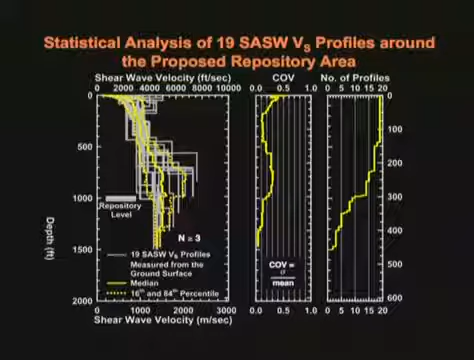 Statistical Analysis of 19 SASW VS Profiles around
the Proposed Repository Area
Shear Wave Velocity (ft/sec)
0 2000 4000 6000 8000 10000
COV
0.0 0.5 1.0
No. of Profiles
0 5 10 15 20
0
500
1000
1500
2000
Depth (ft)
Repository
Level
N = 3
19 SASW VS Profiles
Measured from the
Ground Surface
Median
16th and 84th Percentile
COV =
σ
mean
0
100
200
300
400
500
600
0 1000 2000 3000
Shear Wave Velocity (m/sec)
0.0 0.5 1.0
0 5 10 15 20